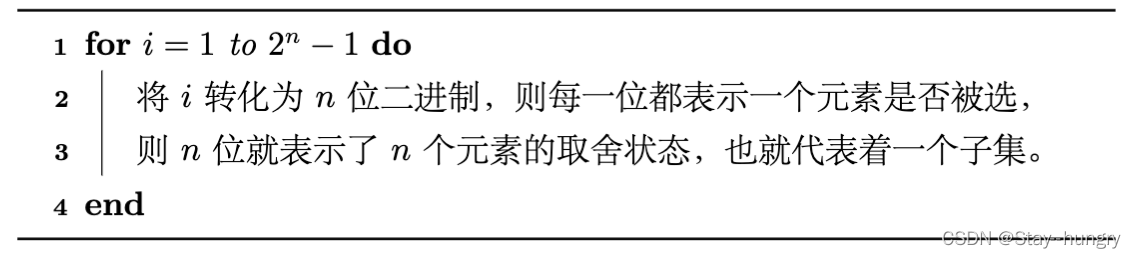 1 for i = 1 to 2ⁿ − 1 do
2 将 i 转化为 n 位二进制，则每一位都表示一个元素是否被选，
3 则 n 位就表示了 n 个元素的取舍状态，也就代表着一个子集。
4 end
CSDN @Stay--hungry